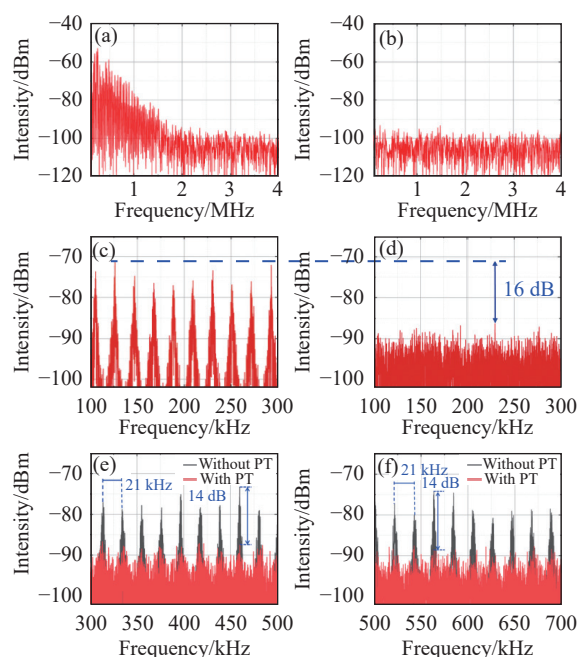 (a)
Intensity/dBm
−40
−60
−80
−100
−120
1 2 3 4
Frequency/MHz
(b)
Intensity/dBm
−40
−60
−80
−100
−120
1 2 3 4
Frequency/MHz
(c)
Intensity/dBm
−70
−80
−90
−100
100 150 200 250 300
Frequency/kHz
(d)
16 dB
Intensity/dBm
−70
−80
−90
−100
100 150 200 250 300
Frequency/kHz
(e)
Without PT
With PT
21 kHz
14 dB
Intensity/dBm
−70
−80
−90
−100
300 350 400 450 500
Frequency/kHz
(f)
Without PT
With PT
21 kHz
14 dB
Intensity/dBm
−70
−80
−90
−100
500 550 600 650 700
Frequency/kHz